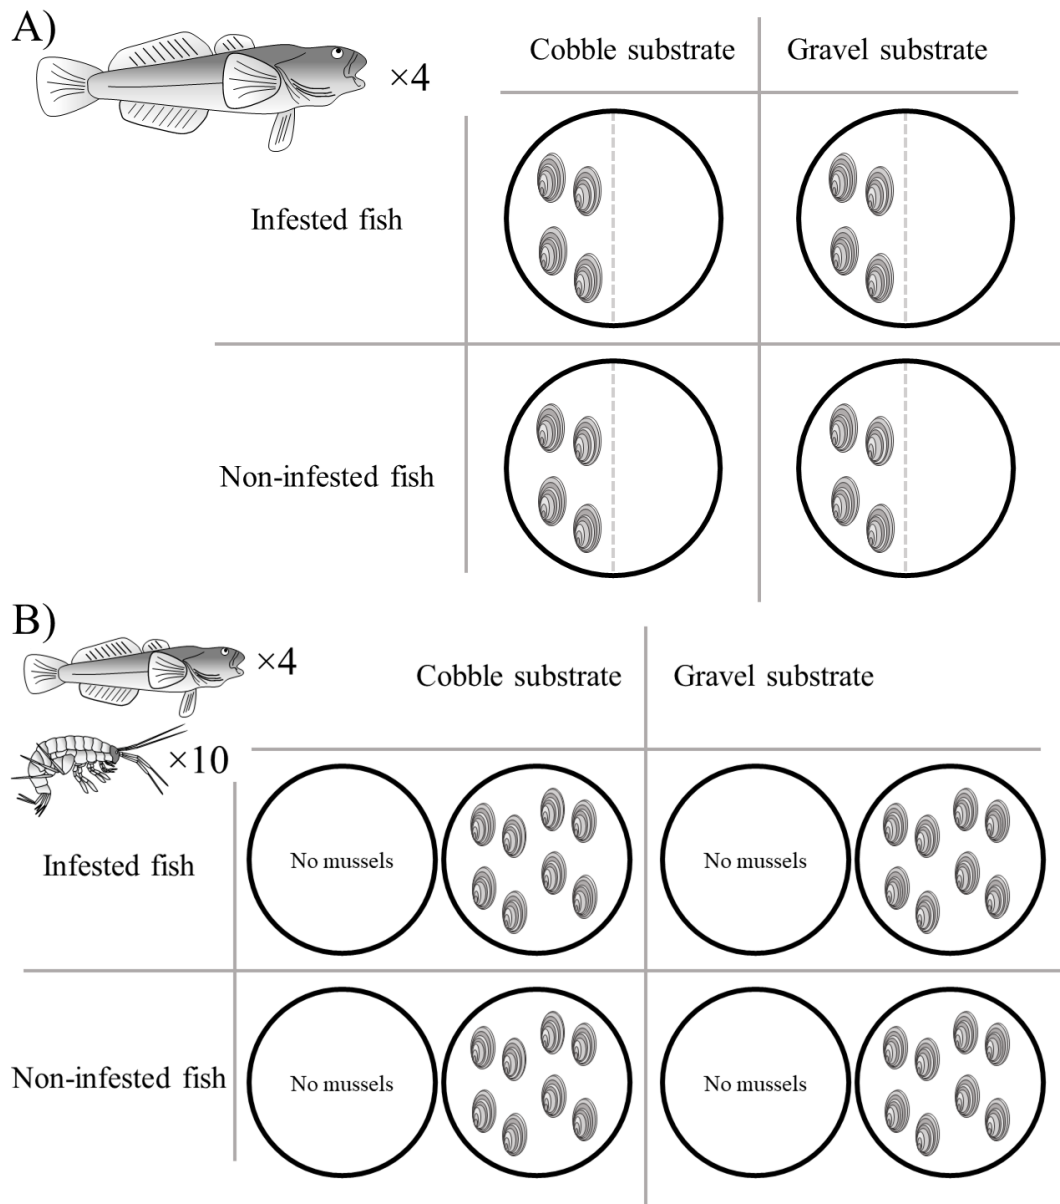 A)
×4
Cobble substrate
Gravel substrate
Infested fish
Non-infested fish
B)
×4
×10
Cobble substrate
Gravel substrate
Infested fish
No mussels
No mussels
Non-infested fish
No mussels
No mussels